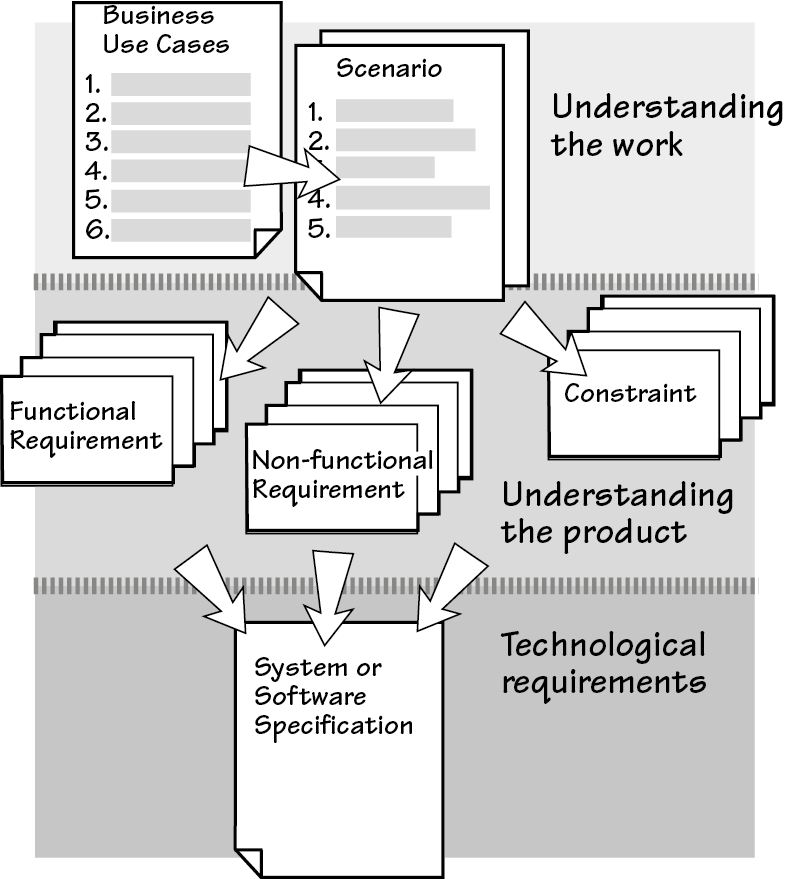 Business
Use Cases
1.
2.
3.
4.
5.
6.
Scenario
1.
2.
4.
5.
Understanding
the work
Functional
Requirement
Non-functional
Requirement
Constraint
Understanding
the product
System or
Software
Specification
Technological
requirements